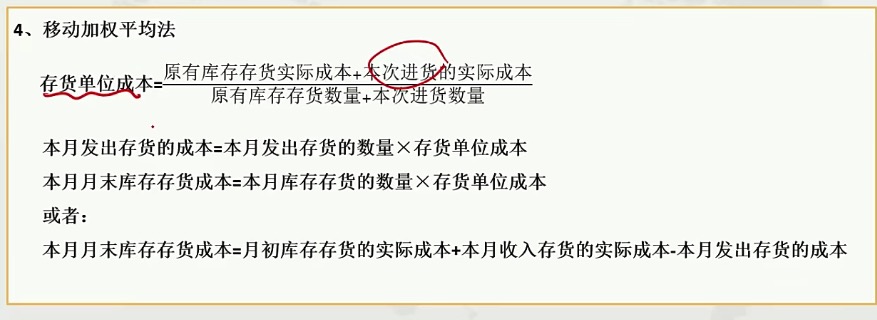 4、移动加权平均法
存货单位成本=原有库存存货实际成本+本次进货的实际成本
原有库存存货数量+本次进货数量
本月发出存货的成本=本月发出存货的数量×存货单位成本
本月月末库存存货成本=本月库存存货的数量×存货单位成本
或者：
本月月末库存存货成本=月初库存存货的实际成本+本月收入存货的实际成本-本月发出存货的成本